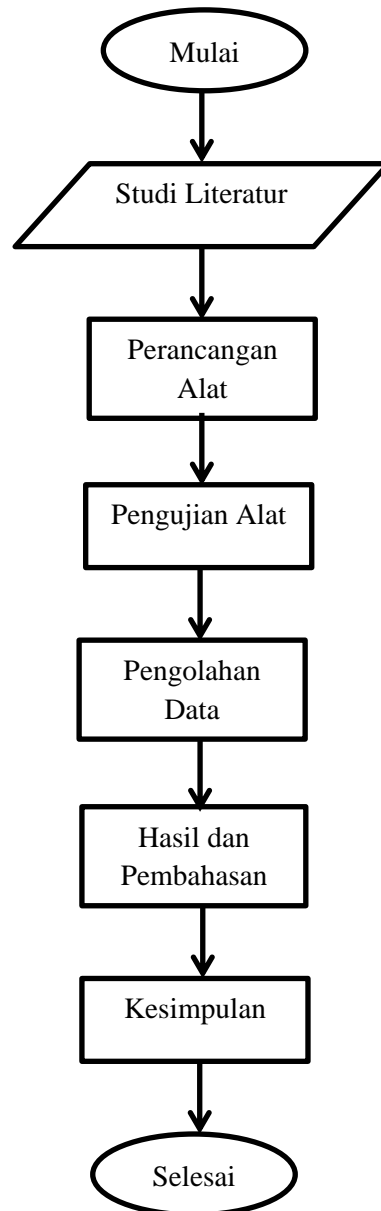 Mulai
Studi Literatur
Perancangan
Alat
Pengujian Alat
Pengolahan
Data
Hasil dan
Pembahasan
Kesimpulan
Selesai